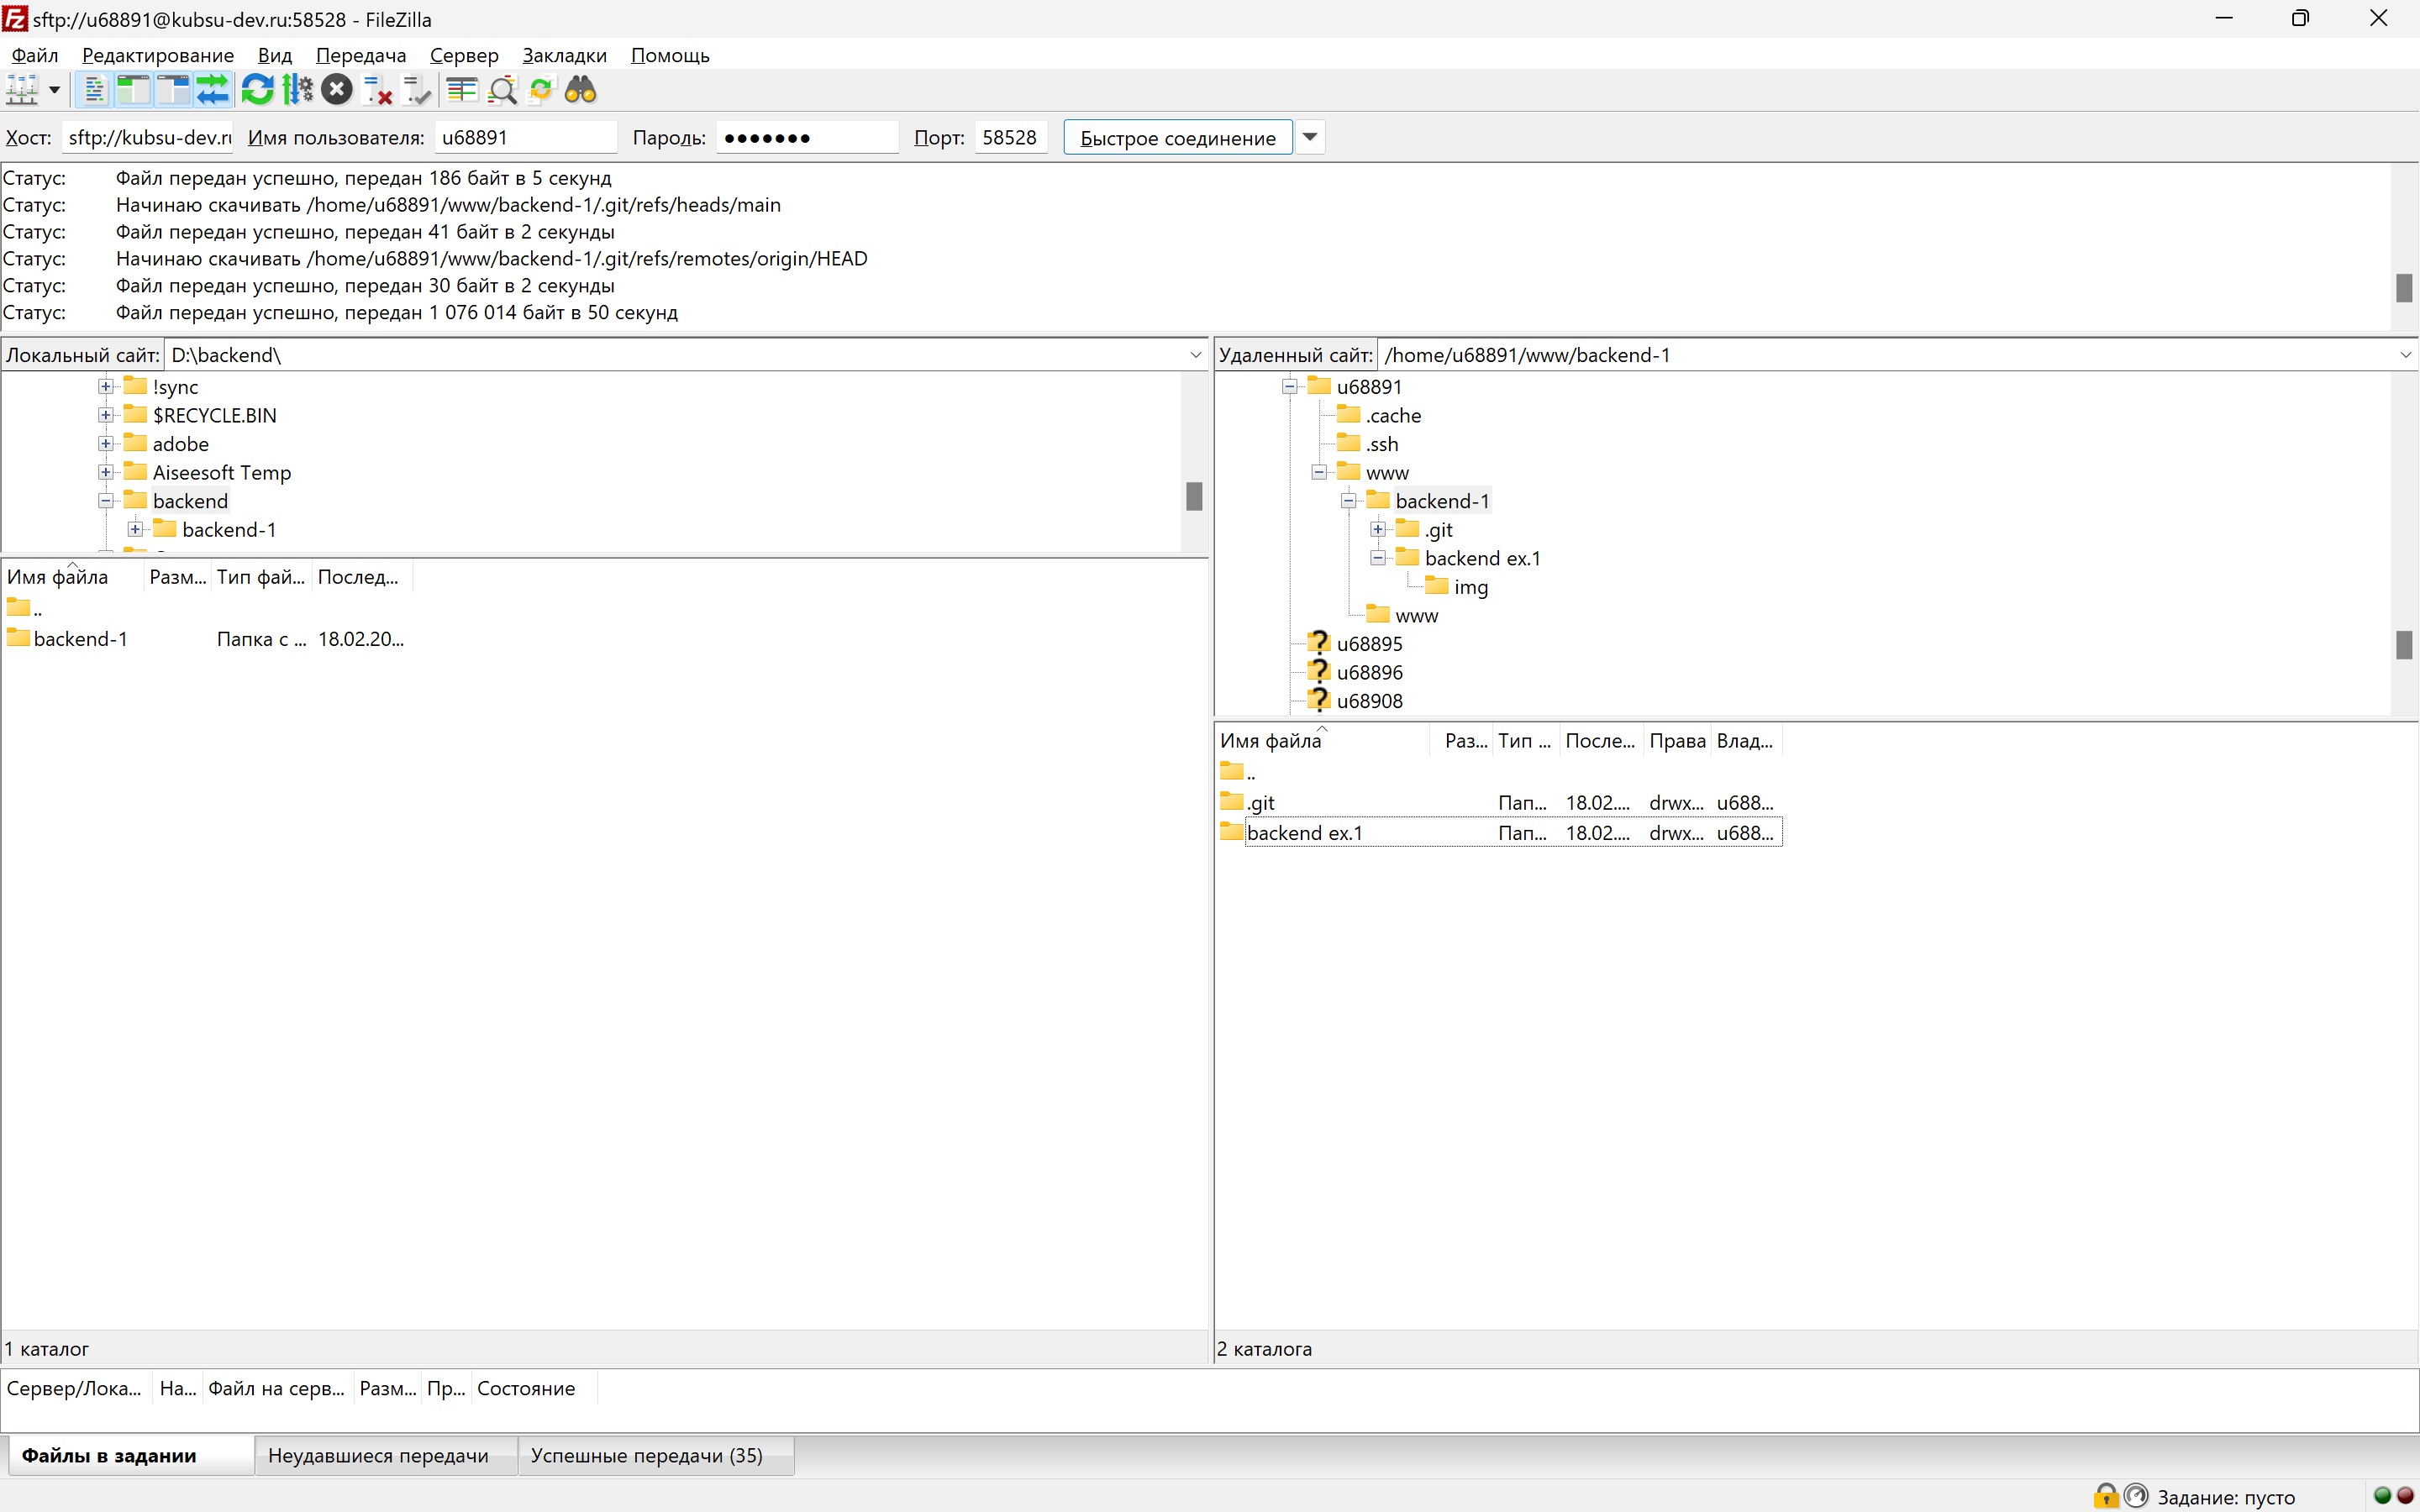 sftp://u68891@kubsu-dev.ru:58528 - FileZilla
Файл Редактирование Вид Передача Сервер Закладки Помощь
Хост: sftp://kubsu-dev.ru Имя пользователя: u68891 Пароль: ●●●●●●● Порт: 58528 Быстрое соединение
Статус: Файл передан успешно, передан 186 байт в 5 секунд
Статус: Начинаю скачивать /home/u68891/www/backend-1/.git/refs/heads/main
Статус: Файл передан успешно, передан 41 байт в 2 секунды
Статус: Начинаю скачивать /home/u68891/www/backend-1/.git/refs/remotes/origin/HEAD
Статус: Файл передан успешно, передан 30 байт в 2 секунды
Статус: Файл передан успешно, передан 1 076 014 байт в 50 секунд
Локальный сайт: D:\backend\
!sync
$RECYCLE.BIN
adobe
Aiseesoft Temp
backend
backend-1
Имя файла Разм... Тип фай... Послед...
..
backend-1 Папка с ... 18.02.20...
1 каталог
Удаленный сайт: /home/u68891/www/backend-1
u68891
.cache
.ssh
www
backend-1
.git
backend ex.1
img
www
u68895
u68896
u68908
Имя файла Раз... Тип ... После... Права Влад...
..
.git Пап... 18.02.... drwx... u688...
backend ex.1 Пап... 18.02.... drwx... u688...
2 каталога
Сервер/Лока... На... Файл на серв... Разм... Пр... Состояние
Файлы в задании Неудавшиеся передачи Успешные передачи (35)
Задание: пусто